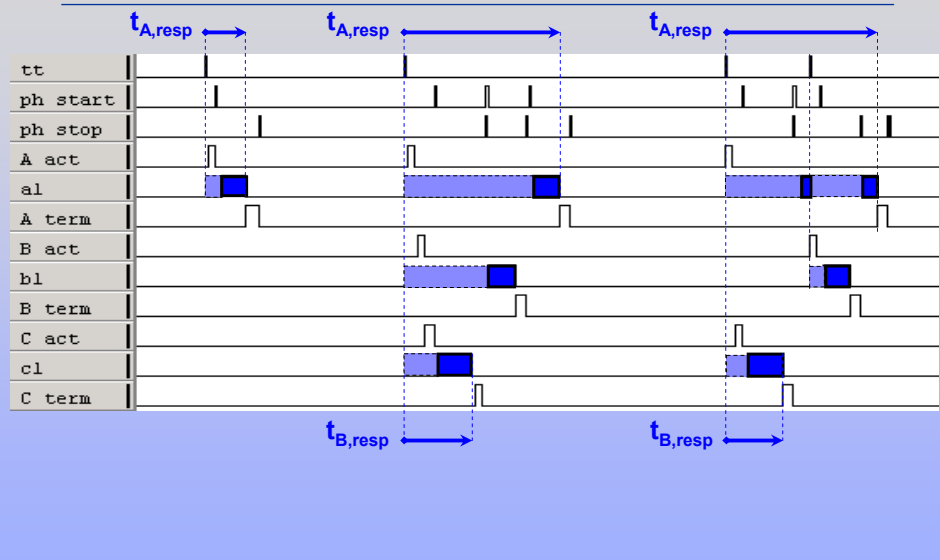 tA,resp tA,resp tA,resp
tt
ph start
ph stop
A act
al
A term
B act
bl
B term
C act
cl
C term
tB,resp tB,resp